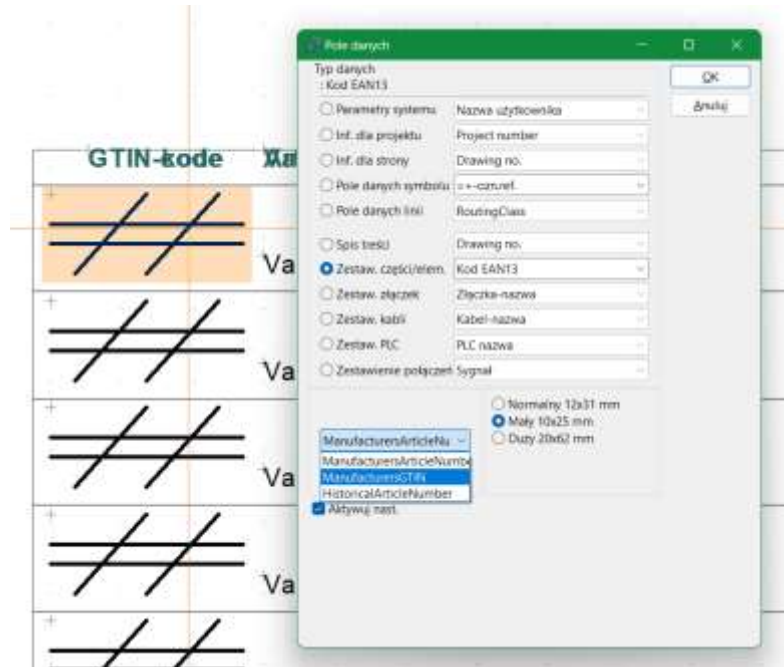 Pole danych
Typ danych
: Kod EAN13
OK
Anuluj
Parametry systemu Nazwa użytkownika
Inf. dla projektu Project number
Inf. dla strony Drawing no.
Pole danych symbolu
Pole danych linii RoutingClass
Spis treści Drawing no.
Zestaw. części/elem. Kod EAN13
Zestaw. złączek Złączka-nazwa
Zestaw. kabli Kabel-nazwa
Zestaw. PLC PLC nazwa
Zestawienie połączeń Sygnał
Normalny 12x31 mm
Mały 10x25 mm
Duży 20x62 mm
ManufacturersArticleNu
ManufacturersArticleNumbe
ManufacturersGTIN
HistoricalArticleNumber
Aktywuj nast.
GTIN-kode
Va
Va
Va
Va